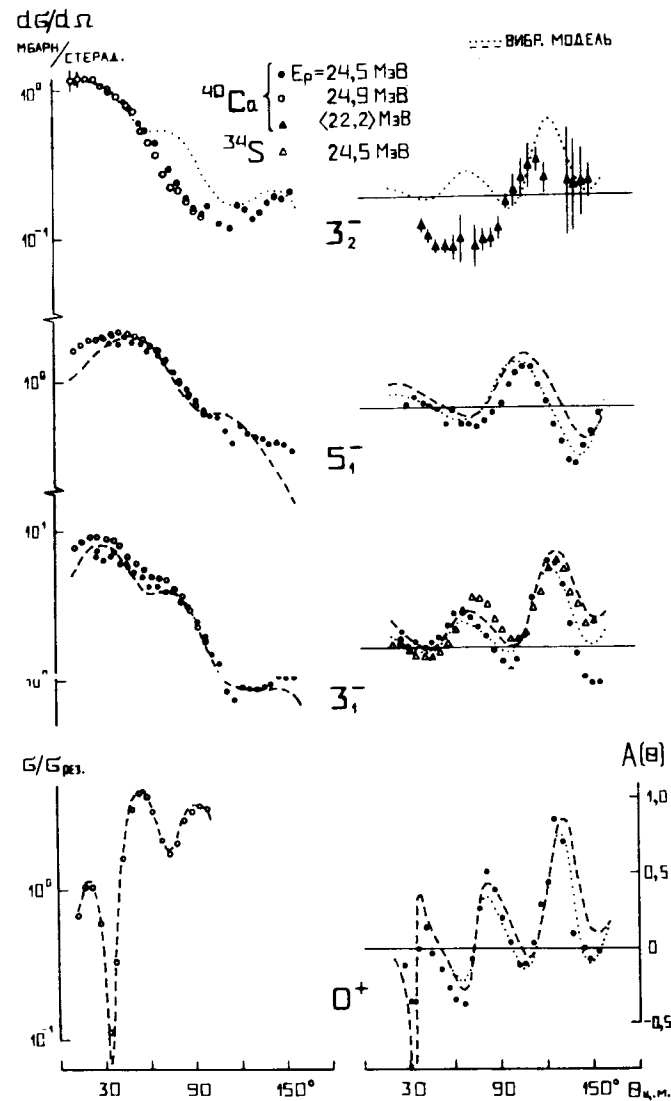 dσ/dΩ
МБАРН/СТЕРАД.
40Ca { • Ep=24,5 МэВ
○ 24,9 МэВ
▲ ⟨22,2⟩ МэВ
34S △ 24,5 МэВ
ВИБР. МОДЕЛЬ
10⁰
10⁻¹
3₂⁻
10⁰
5₁⁻
10¹
10⁰
3₁⁻
σ/σРЕЗ.
A(Θ)
1,0
0,5
0
-0,5
10⁰
10⁻¹
0⁺
30 90 150°
30 90 150° Θц.м.